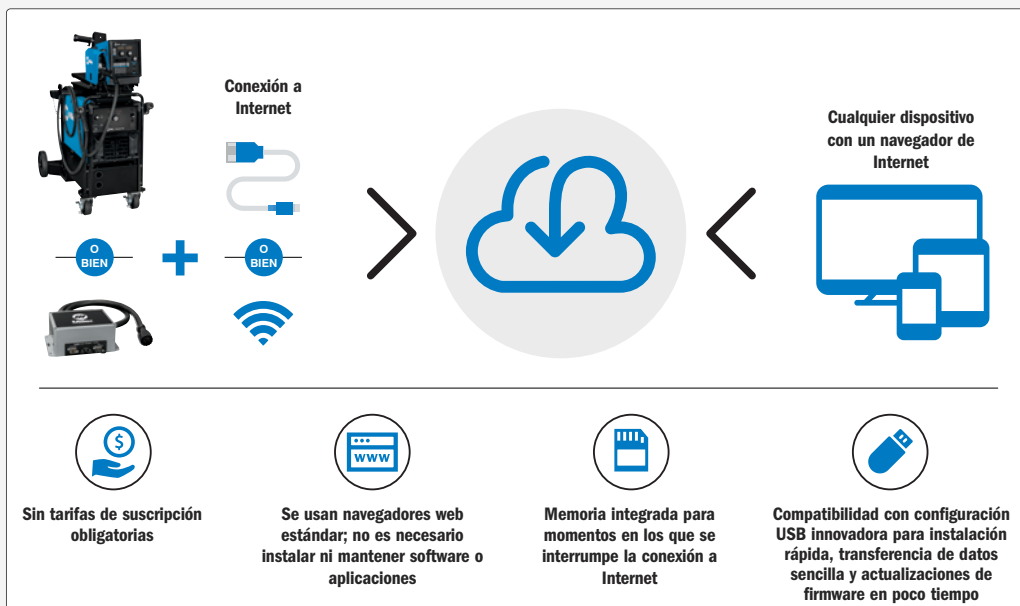 Conexión a
Internet
O
BIEN
O
BIEN
Cualquier dispositivo
con un navegador de
Internet
$
Sin tarifas de suscripción
obligatorias
www
Se usan navegadores web
estándar; no es necesario
instalar ni mantener software o
aplicaciones
Memoria integrada para
momentos en los que se
interrumpe la conexión a
Internet
Compatibilidad con configuración
USB innovadora para instalación
rápida, transferencia de datos
sencilla y actualizaciones de
firmware en poco tiempo